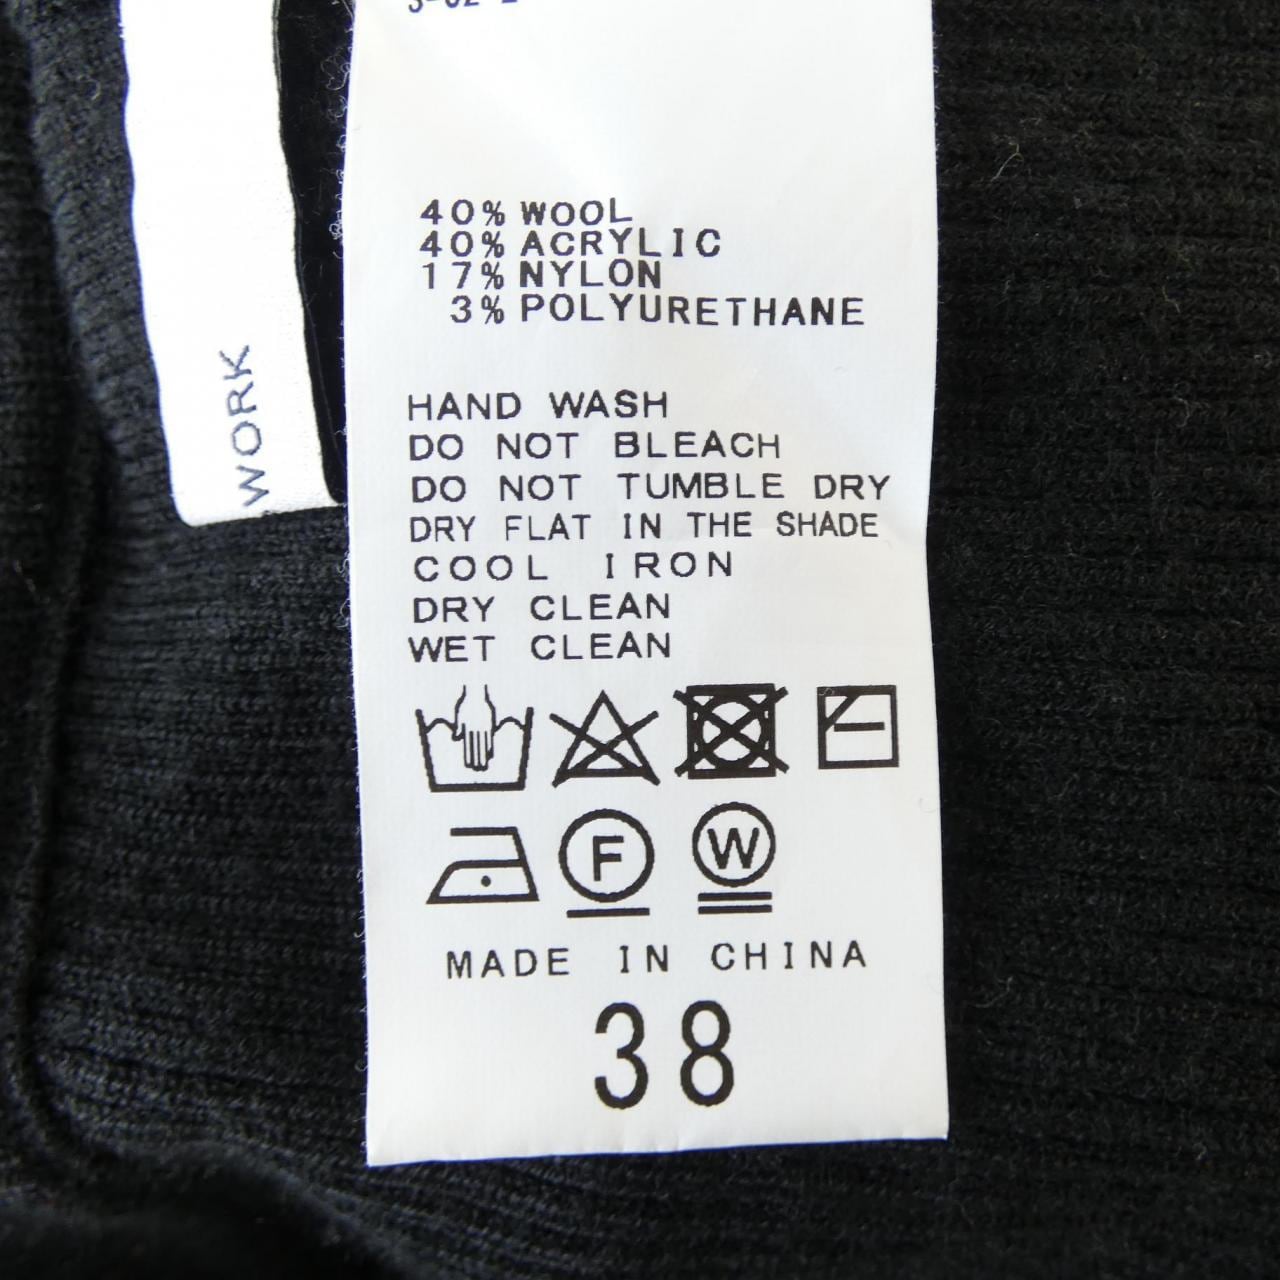 40% WOOL
40% ACRYLIC
17% NYLON
3% POLYURETHANE
HAND WASH
DO NOT BLEACH
DO NOT TUMBLE DRY
DRY FLAT IN THE SHADE
COOL IRON
DRY CLEAN
WET CLEAN
F
W
MADE IN CHINA
38
WORK